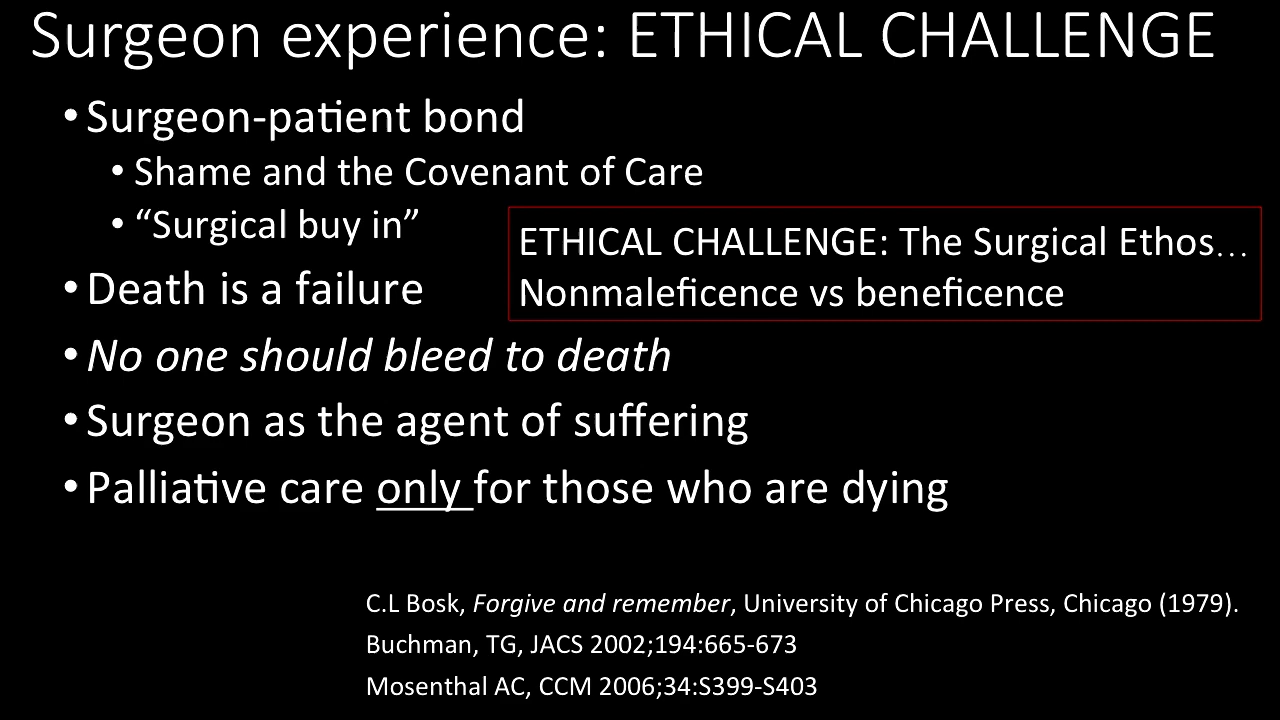 Surgeon experience: ETHICAL CHALLENGE
• Surgeon-patient bond
• Shame and the Covenant of Care
• “Surgical buy in”
ETHICAL CHALLENGE: The Surgical Ethos…
Nonmaleficence vs beneficence
• Death is a failure
• No one should bleed to death
• Surgeon as the agent of suffering
• Palliative care only for those who are dying
C.L Bosk, Forgive and remember, University of Chicago Press, Chicago (1979).
Buchman, TG, JACS 2002;194:665-673
Mosenthal AC, CCM 2006;34:S399-S403